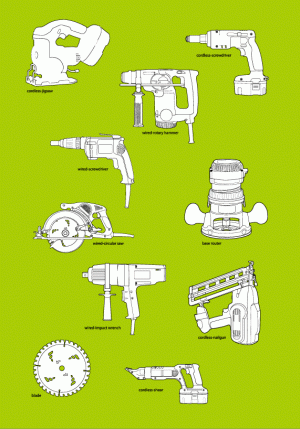 cordless jigsaw
cordless screwdriver
wired rotary hammer
wired screwdriver
wired circular saw
base router
wired impact wrench
cordless nailgun
blade
cordless shear